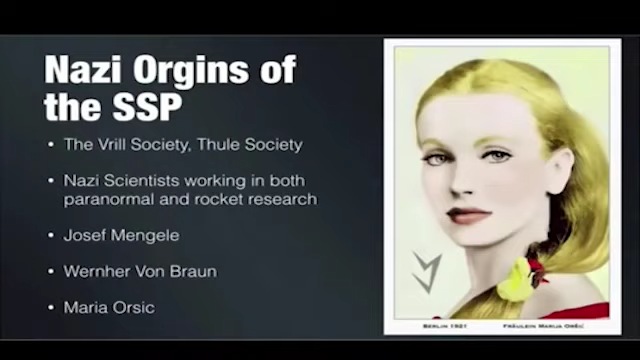 Nazi Orgins of
the SSP
• The Vrill Society, Thule Society
• Nazi Scientists working in both
paranormal and rocket research
• Josef Mengele
• Wernher Von Braun
• Maria Orsic
BERLIN 1921 FRÄULEIN MARIJA ORŠIĆ